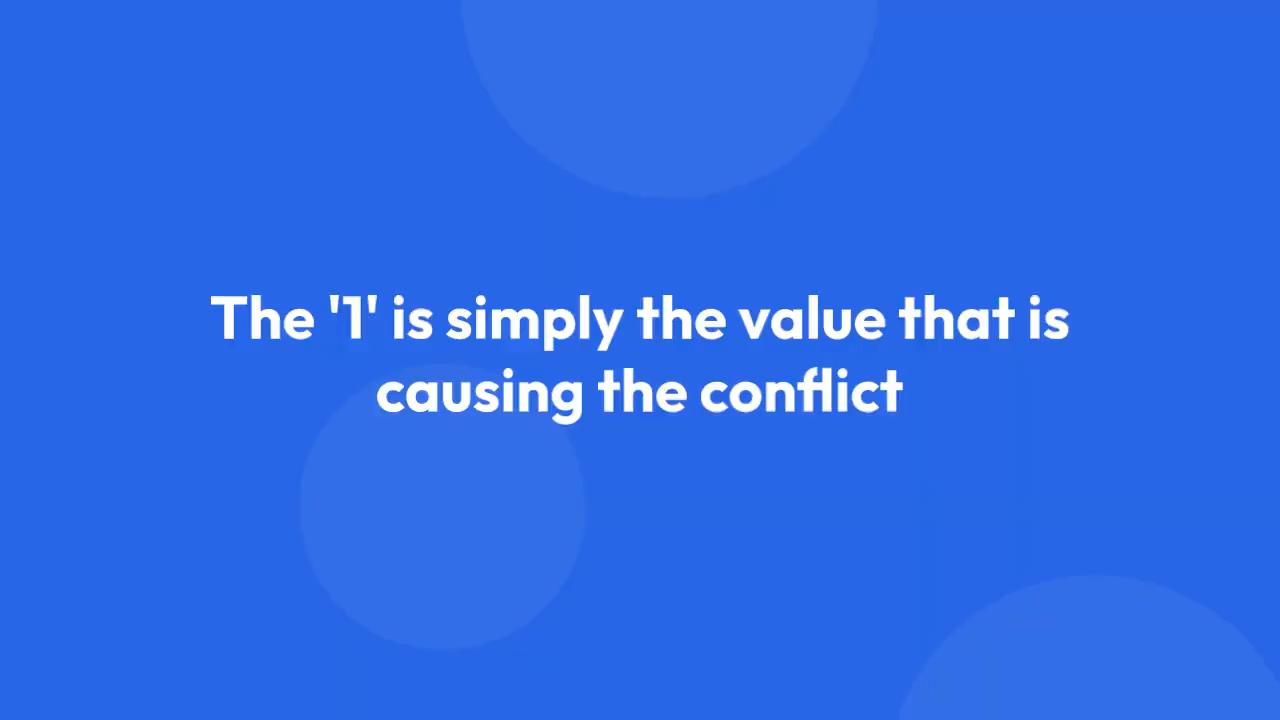 The '1' is simply the value that is
causing the conflict